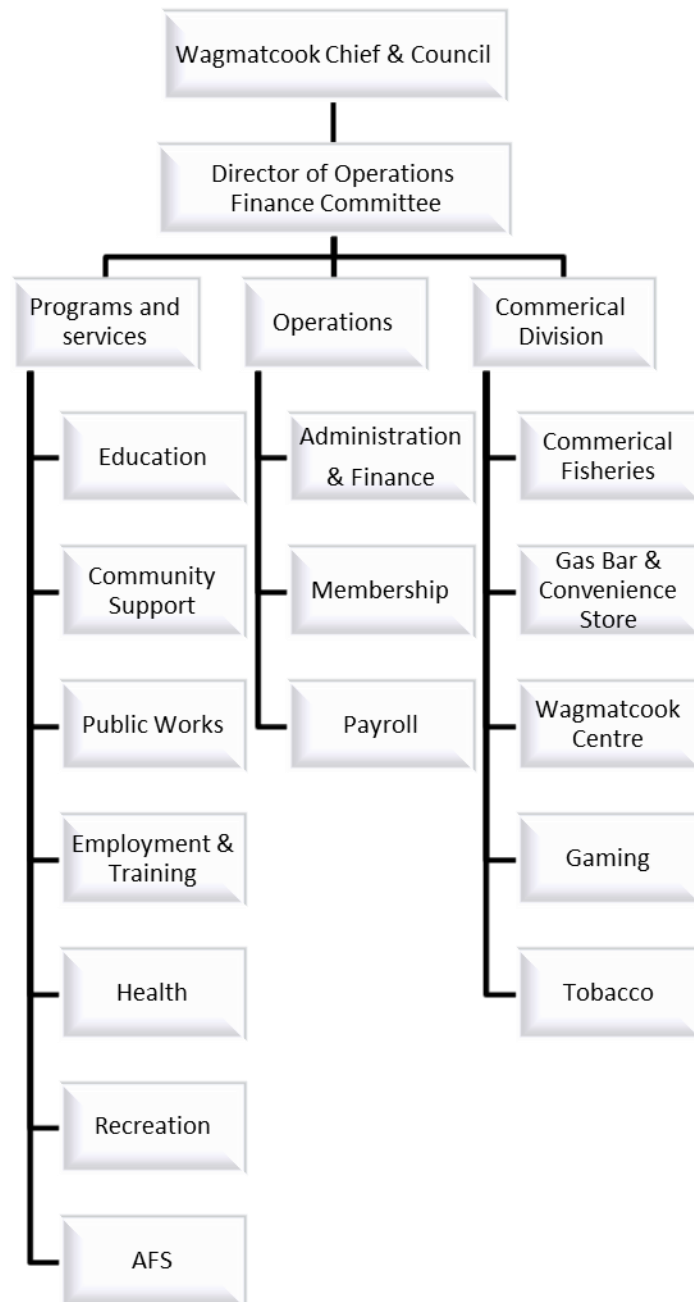 Wagmatcook Chief & Council
Director of Operations
Finance Committee
Programs and
services
Operations
Commerical
Division
Education
Community
Support
Public Works
Employment &
Training
Health
Recreation
AFS
Administration
& Finance
Membership
Payroll
Commerical
Fisheries
Gas Bar &
Convenience
Store
Wagmatcook
Centre
Gaming
Tobacco